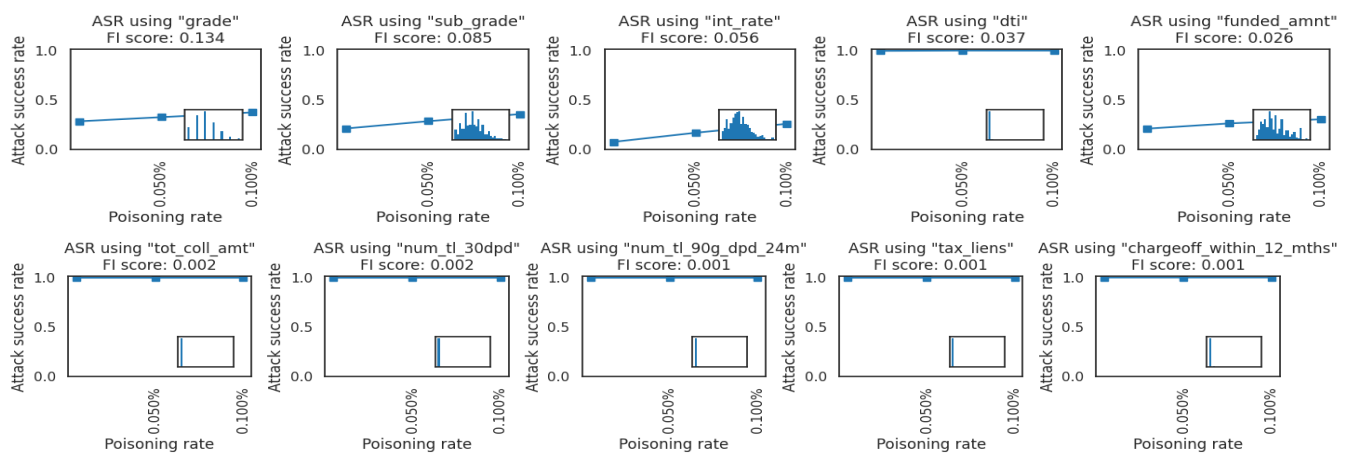 ASR using "grade"
FI score: 0.134
Attack success rate
1.0
0.5
0.0
0.050%
0.100%
Poisoning rate
ASR using "sub_grade"
FI score: 0.085
Attack success rate
1.0
0.5
0.0
0.050%
0.100%
Poisoning rate
ASR using "int_rate"
FI score: 0.056
Attack success rate
1.0
0.5
0.0
0.050%
0.100%
Poisoning rate
ASR using "dti"
FI score: 0.037
Attack success rate
1.0
0.5
0.0
0.050%
0.100%
Poisoning rate
ASR using "funded_amnt"
FI score: 0.026
Attack success rate
1.0
0.5
0.0
0.050%
0.100%
Poisoning rate
ASR using "tot_coll_amt"
FI score: 0.002
Attack success rate
1.0
0.5
0.0
0.050%
0.100%
Poisoning rate
ASR using "num_tl_30dpd"
FI score: 0.002
Attack success rate
1.0
0.5
0.0
0.050%
0.100%
Poisoning rate
ASR using "num_tl_90g_dpd_24m"
FI score: 0.001
Attack success rate
1.0
0.5
0.0
0.050%
0.100%
Poisoning rate
ASR using "tax_liens"
FI score: 0.001
Attack success rate
1.0
0.5
0.0
0.050%
0.100%
Poisoning rate
ASR using "chargeoff_within_12_mths"
FI score: 0.001
Attack success rate
1.0
0.5
0.0
0.050%
0.100%
Poisoning rate